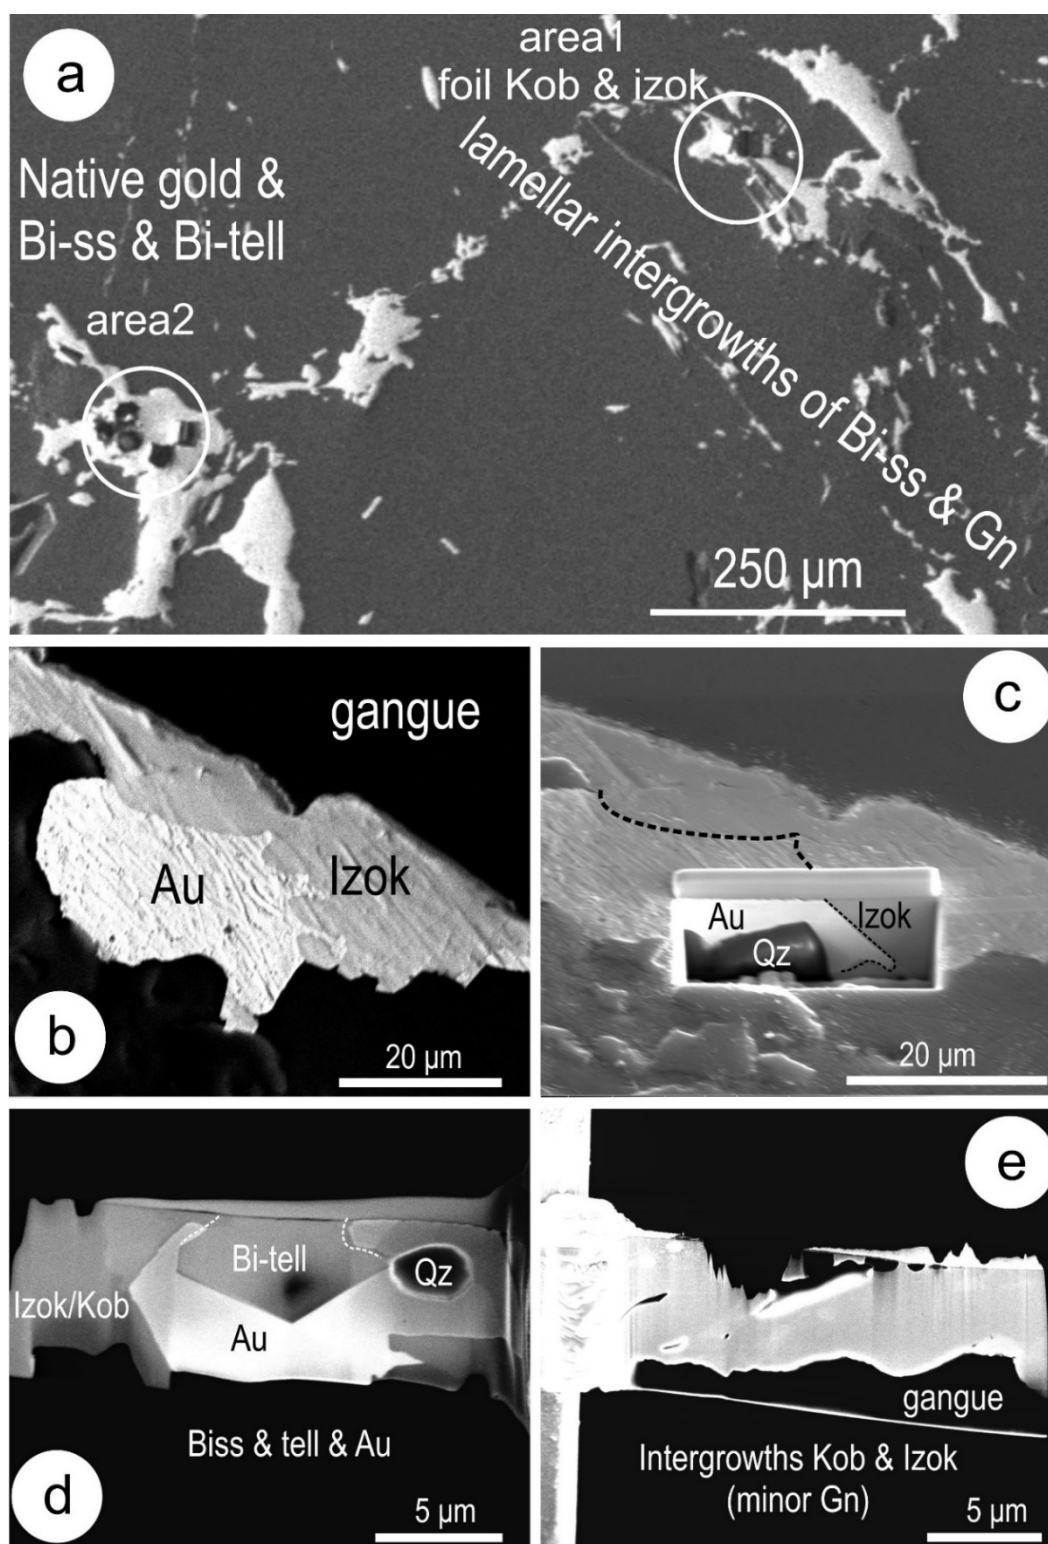 a
area1
foil Kob & izok
Native gold &
Bi-ss & Bi-tell
area2
lamellar intergrowths of Bi-ss & Gn
250 µm
gangue
Au
Izok
b
20 µm
c
Au
Izok
Qz
20 µm
Bi-tell
Qz
Izok/Kob
Au
Biss & tell & Au
d
5 µm
e
gangue
Intergrowths Kob & Izok
(minor Gn)
5 µm